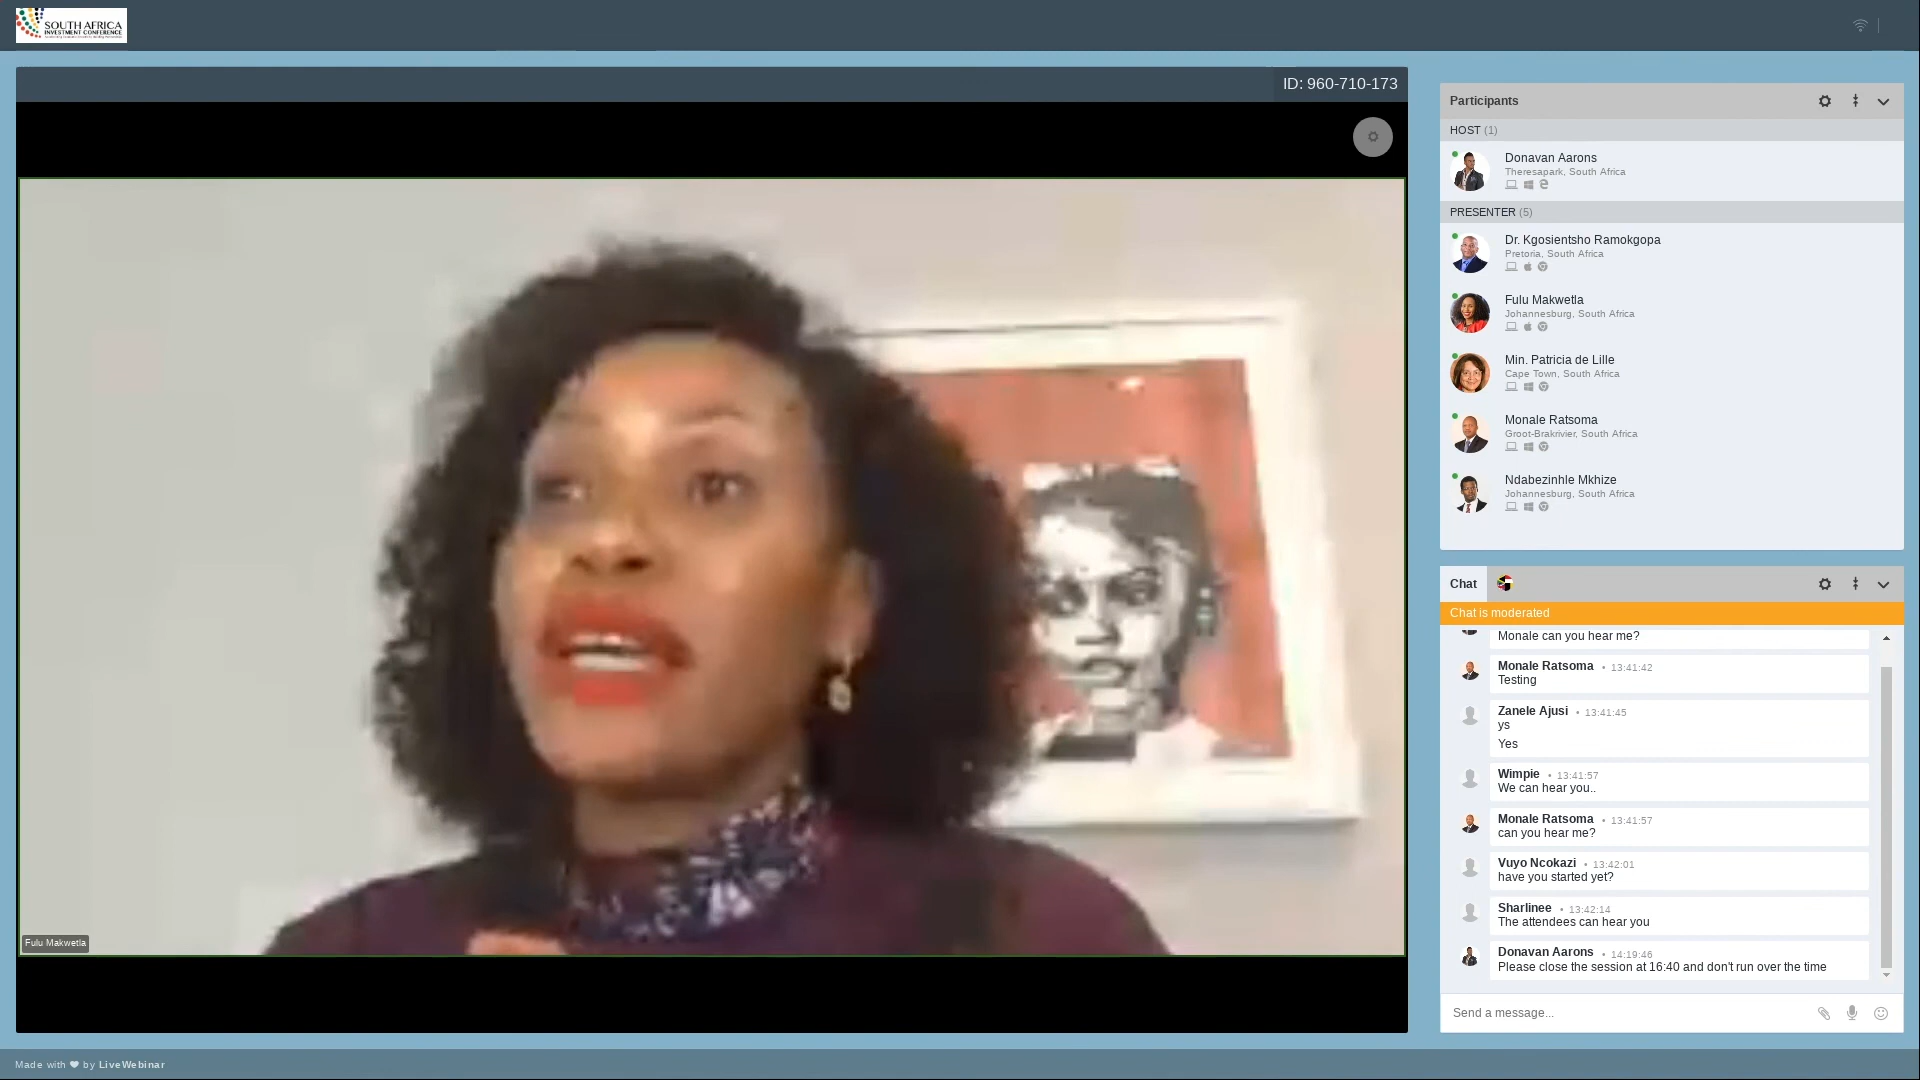 SOUTH AFRICA
INVESTMENT CONFERENCE
ID: 960-710-173
Fulu Makwetla
Participants
HOST (1)
Donavan Aarons
Theresapark, South Africa
PRESENTER (5)
Dr. Kgosientsho Ramokgopa
Pretoria, South Africa
Fulu Makwetla
Johannesburg, South Africa
Min. Patricia de Lille
Cape Town, South Africa
Monale Ratsoma
Groot-Brakrivier, South Africa
Ndabezinhle Mkhize
Johannesburg, South Africa
Chat
Chat is moderated
Monale can you hear me?
Monale Ratsoma • 13:41:42
Testing
Zanele Ajusi • 13:41:45
ys
Yes
Wimpie • 13:41:57
We can hear you..
Monale Ratsoma • 13:41:57
can you hear me?
Vuyo Ncokazi • 13:42:01
have you started yet?
Sharlinee • 13:42:14
The attendees can hear you
Donavan Aarons • 14:19:46
Please close the session at 16:40 and don't run over the time
Send a message...
Made with ♥ by LiveWebinar